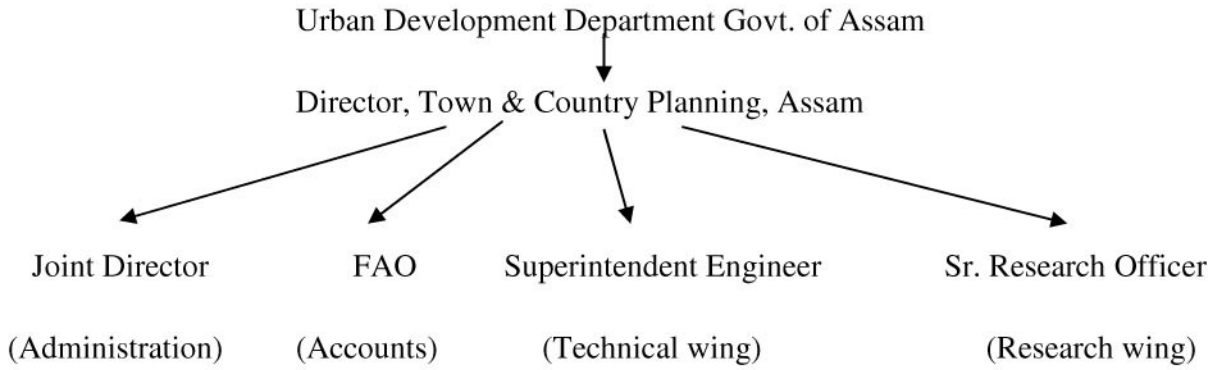 Urban Development Department Govt. of Assam
Director, Town & Country Planning, Assam
Joint Director FAO Superintendent Engineer Sr. Research Officer
(Administration) (Accounts) (Technical wing) (Research wing)